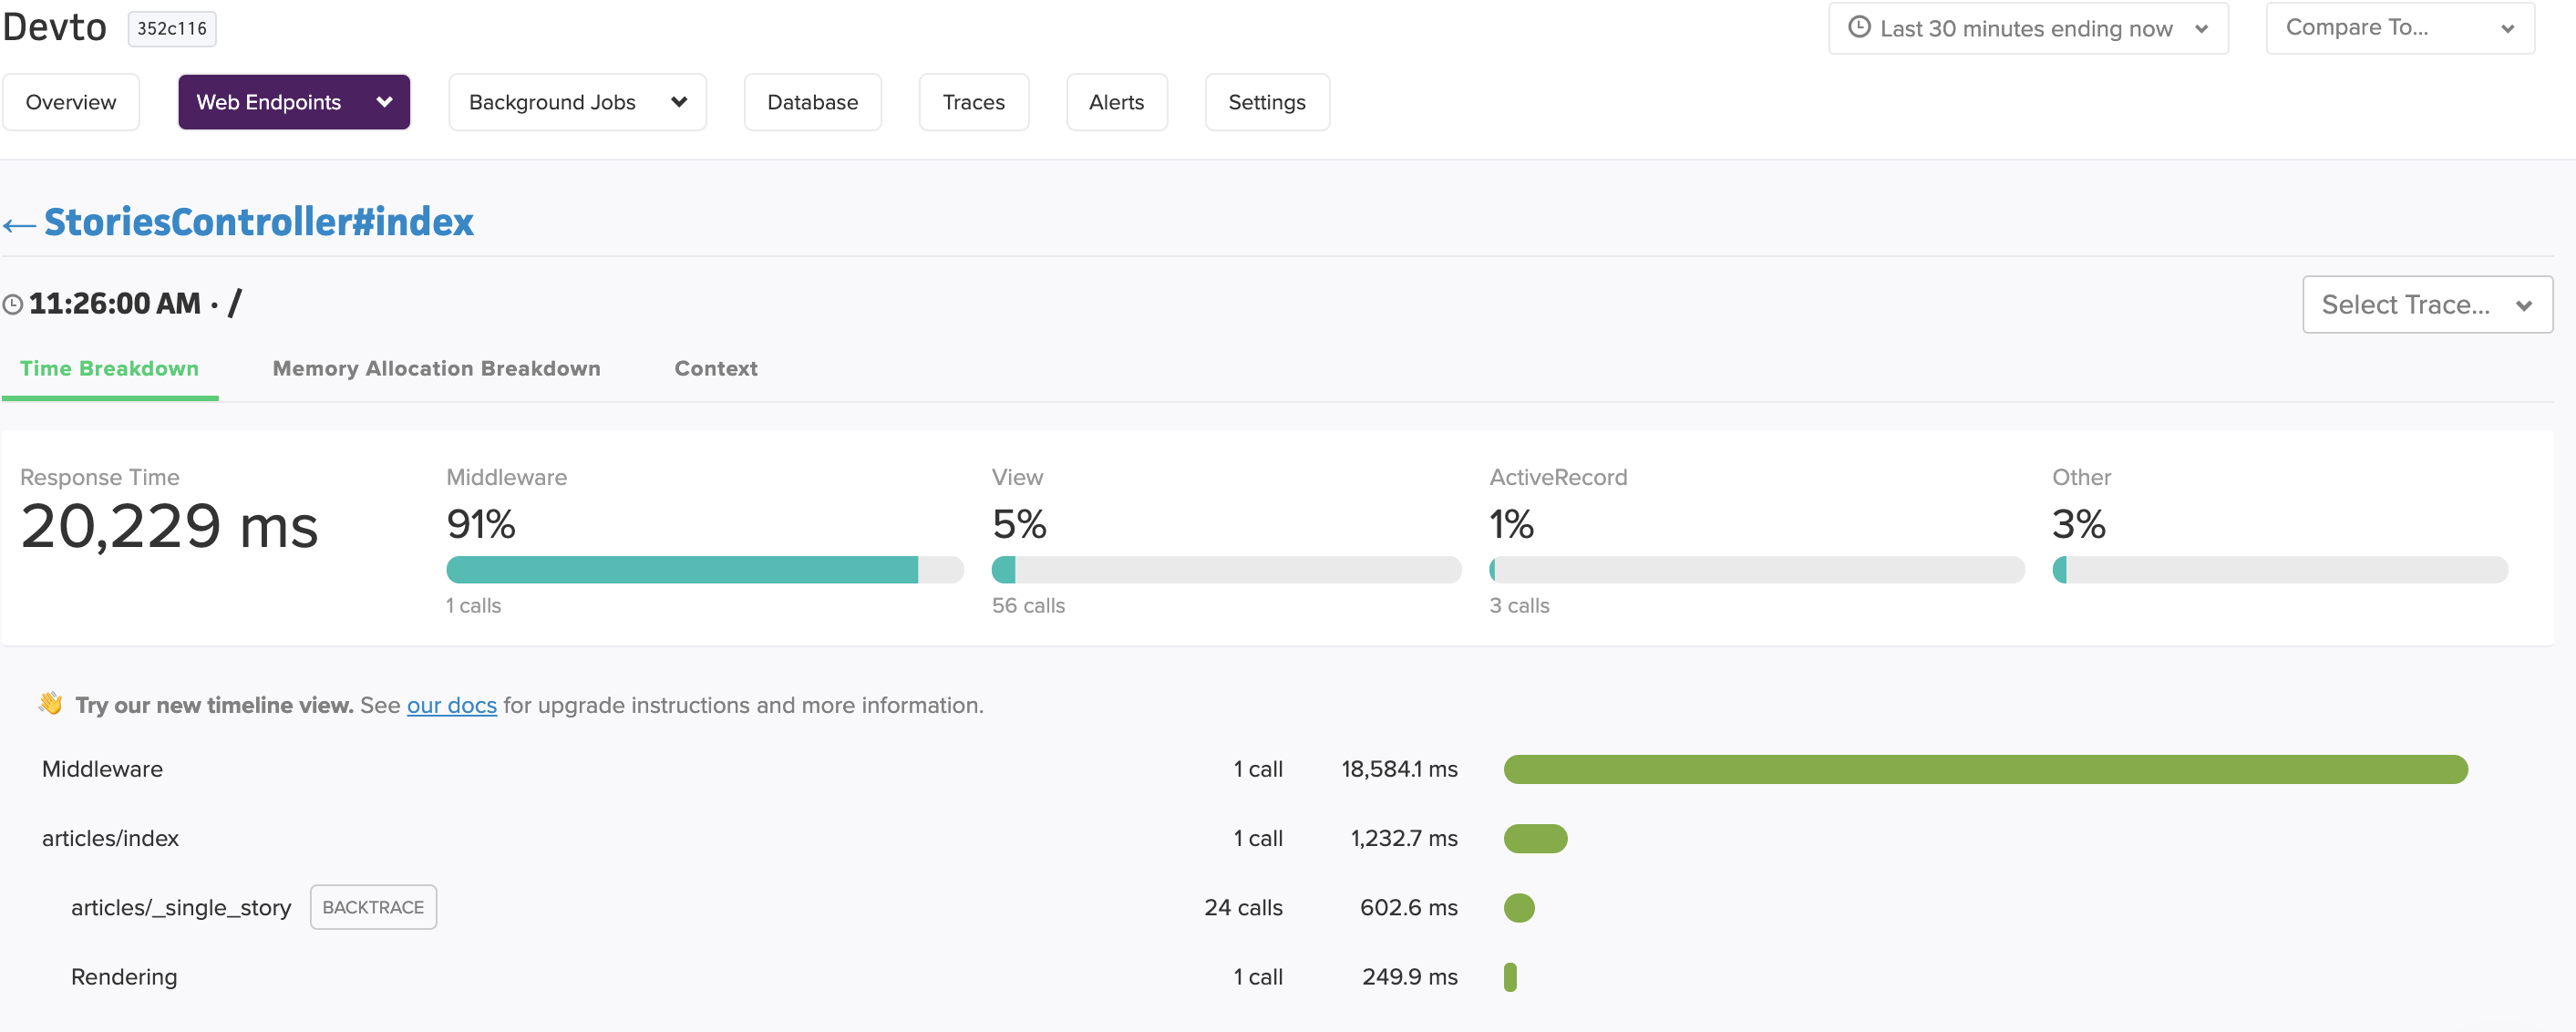 Devto 352c116 Last 30 minutes ending now Compare To...
Overview Web Endpoints Background Jobs Database Traces Alerts Settings
← StoriesController#index
11:26:00 AM · / Select Trace...
Time Breakdown Memory Allocation Breakdown Context
Response Time Middleware View ActiveRecord Other
20,229 ms 91% 5% 1% 3%
1 calls 56 calls 3 calls
👋 Try our new timeline view. See our docs for upgrade instructions and more information.
Middleware 1 call 18,584.1 ms
articles/index 1 call 1,232.7 ms
articles/_single_story BACKTRACE 24 calls 602.6 ms
Rendering 1 call 249.9 ms